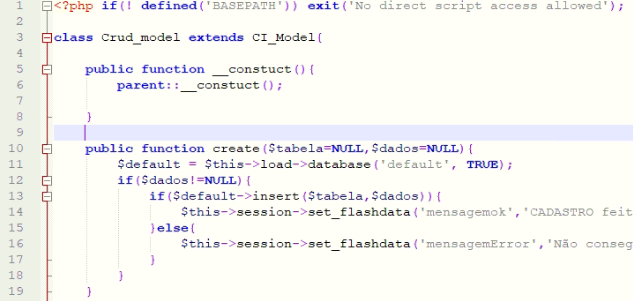 1 <?php if(! defined('BASEPATH')) exit('No direct script access allowed');
2
3 class Crud_model extends CI_Model{
4
5 public function __constuct(){
6 parent::__constuct();
7
8 }
9
10 public function create($tabela=NULL,$dados=NULL){
11 $default = $this->load->database('default', TRUE);
12 if($dados!=NULL){
13 if($default->insert($tabela,$dados)){
14 $this->session->set_flashdata('mensagemok','CADASTRO feit
15 }else{
16 $this->session->set_flashdata('mensagemError','Não conseg
17 }
18 }
19 }